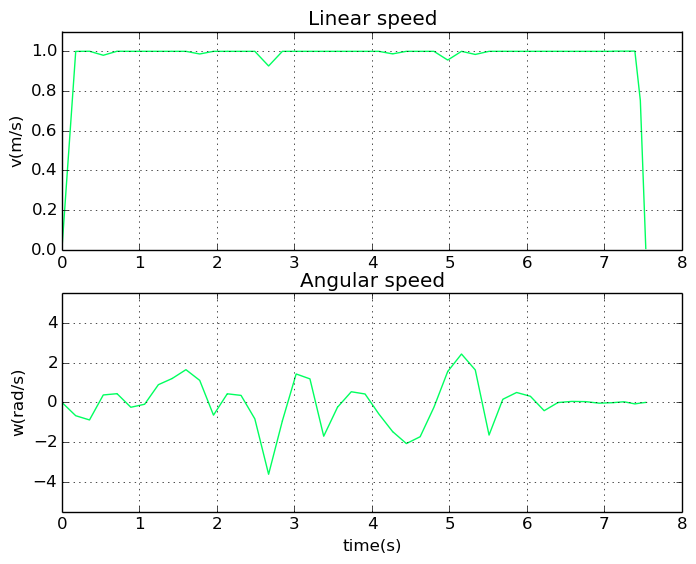 Linear speed
1.0
0.8
0.6
0.4
0.2
0.0
v(m/s)
0 1 2 3 4 5 6 7 8
Angular speed
4
2
0
−2
−4
w(rad/s)
0 1 2 3 4 5 6 7 8
time(s)